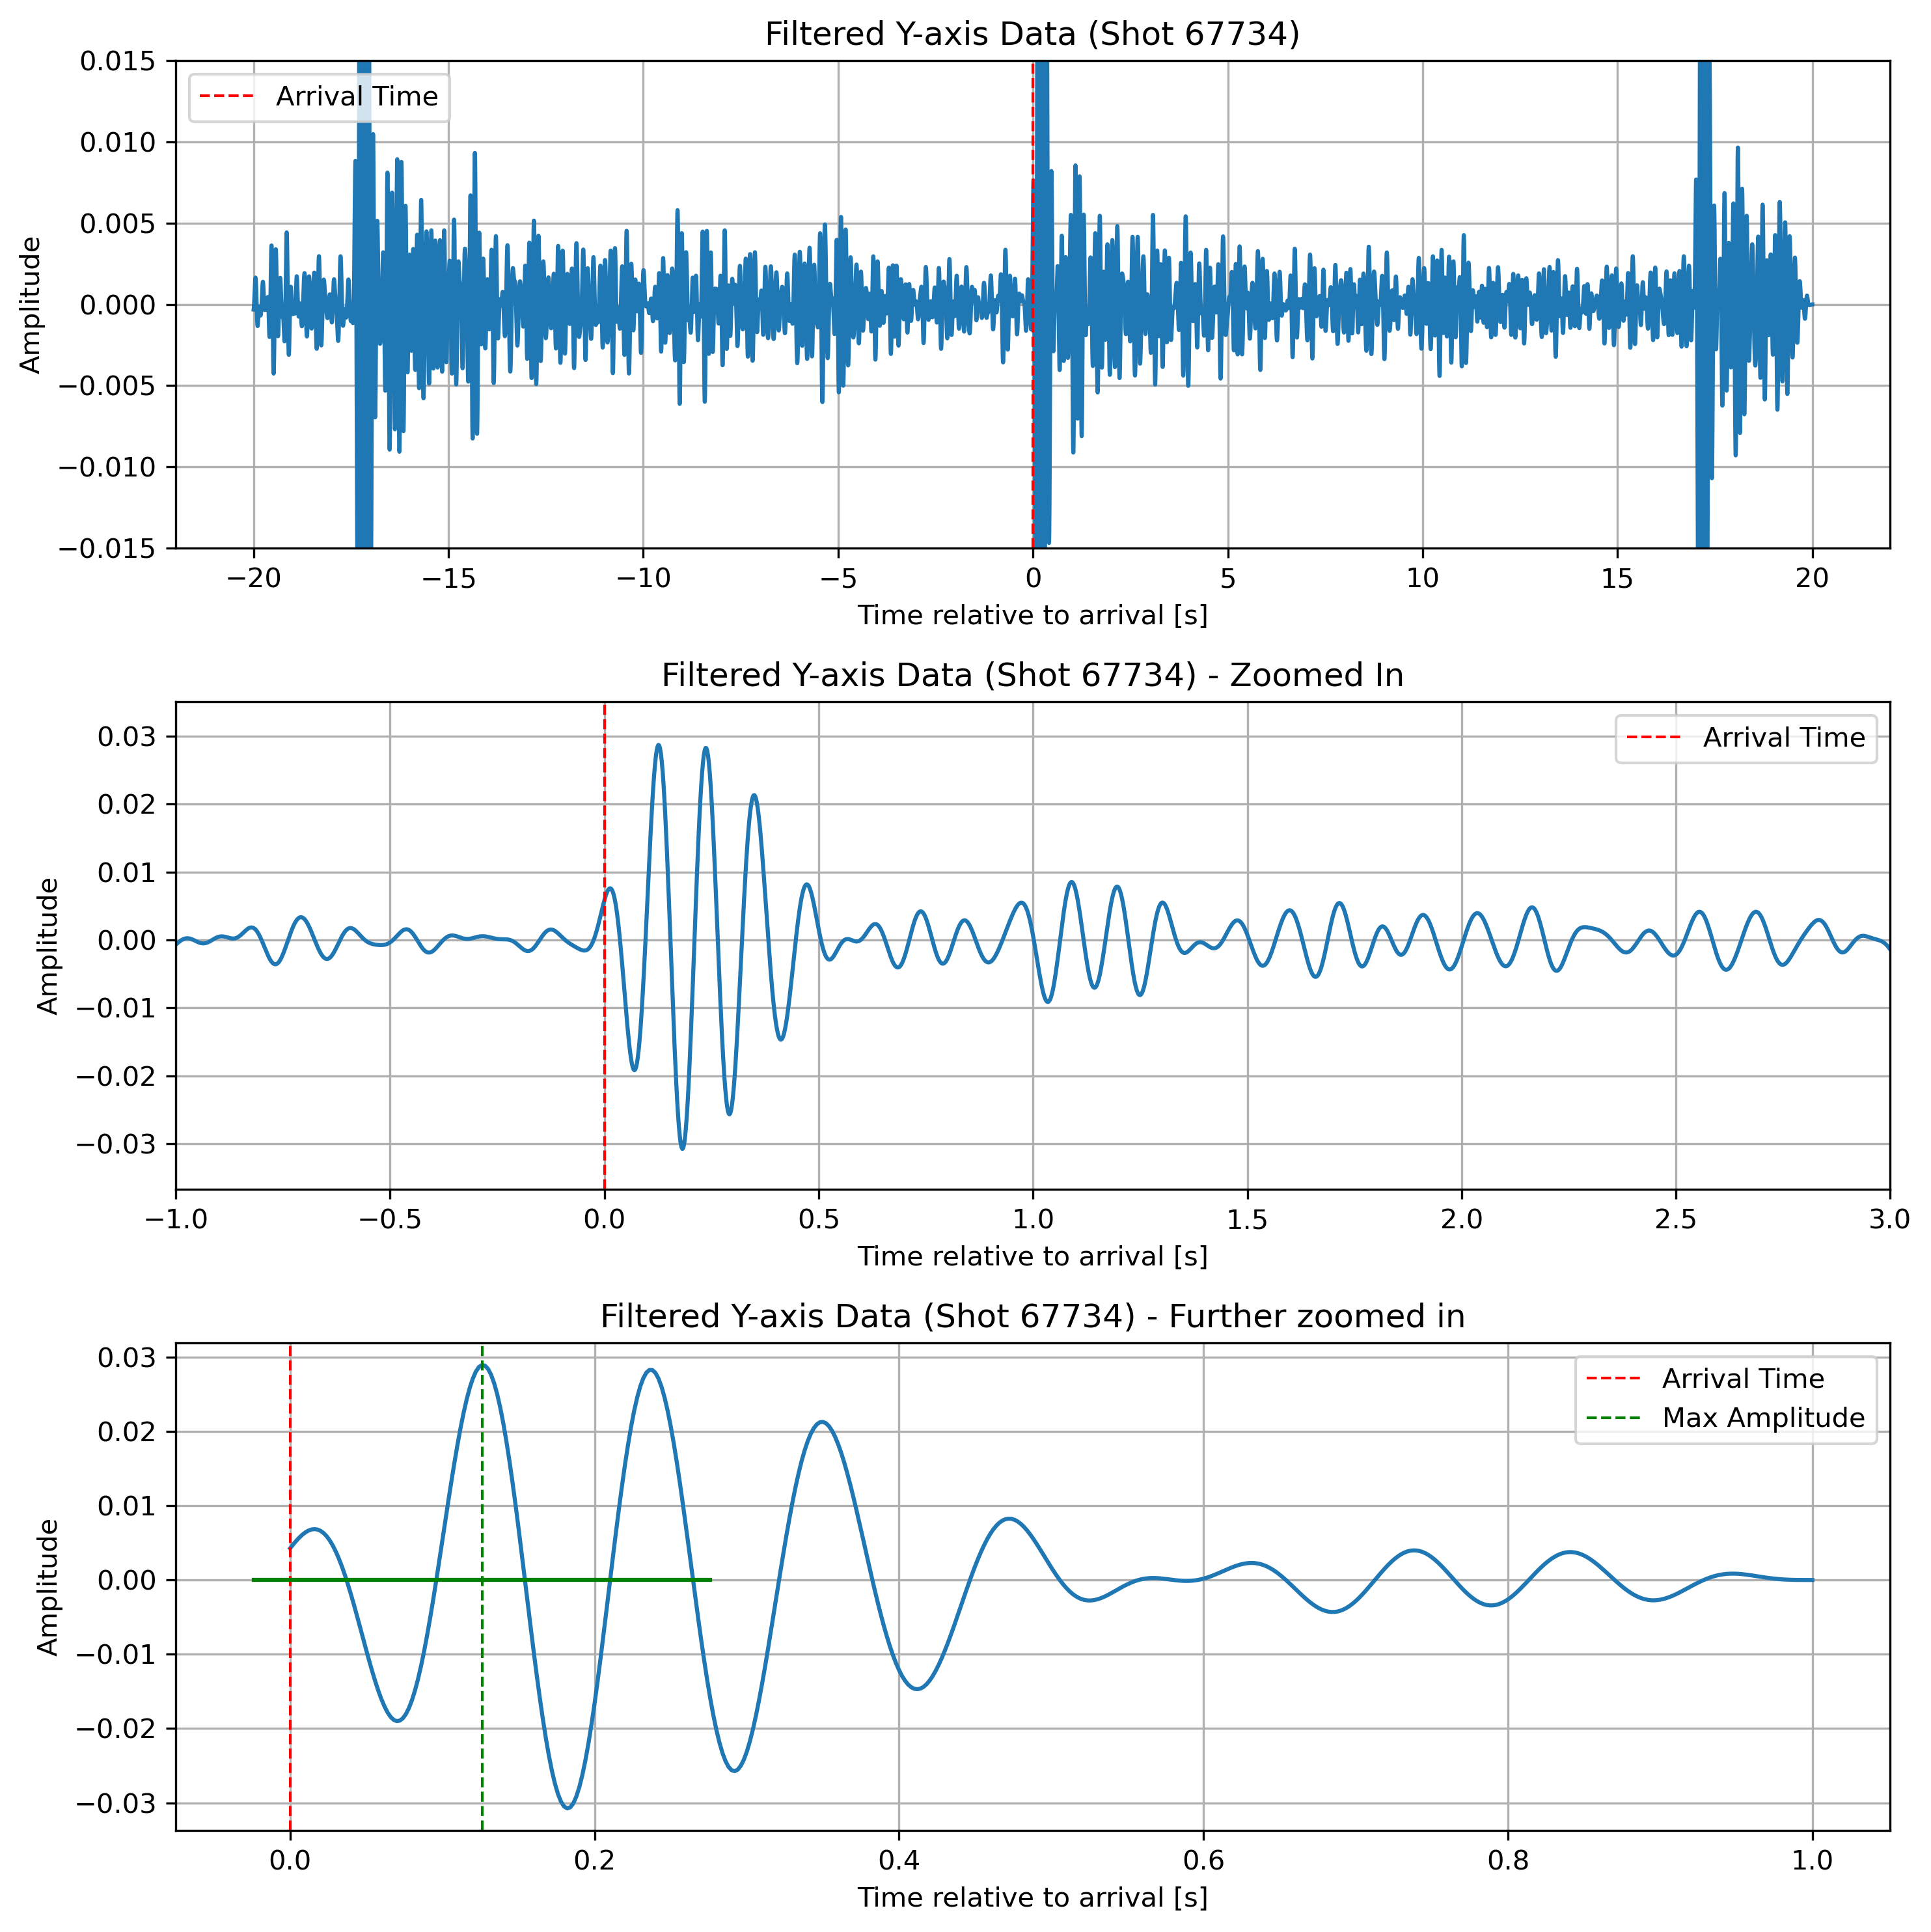 Filtered Y-axis Data (Shot 67734)
Amplitude
0.015
0.010
0.005
0.000
−0.005
−0.010
−0.015
Arrival Time
−20 −15 −10 −5 0 5 10 15 20
Time relative to arrival [s]
Filtered Y-axis Data (Shot 67734) - Zoomed In
Amplitude
0.03
0.02
0.01
0.00
−0.01
−0.02
−0.03
Arrival Time
−1.0 −0.5 0.0 0.5 1.0 1.5 2.0 2.5 3.0
Time relative to arrival [s]
Filtered Y-axis Data (Shot 67734) - Further zoomed in
Amplitude
0.03
0.02
0.01
0.00
−0.01
−0.02
−0.03
Arrival Time
Max Amplitude
0.0 0.2 0.4 0.6 0.8 1.0
Time relative to arrival [s]